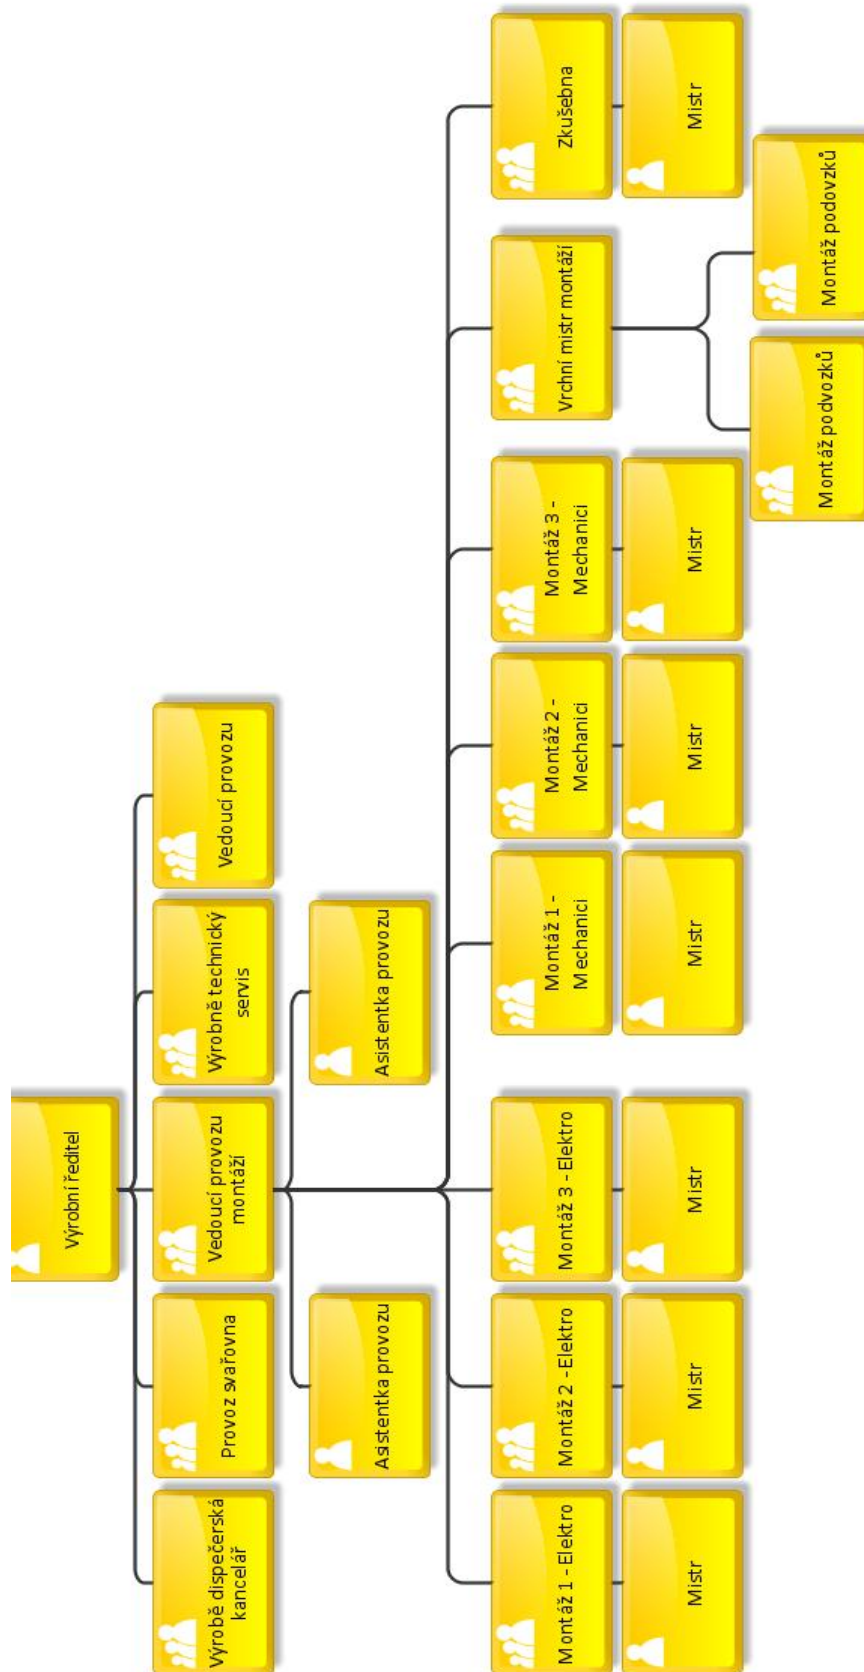 Výrobní ředitel
Výrobě dispečerská
kancelář
Provoz svařovna
Vedoucí provozu
montáží
Výrobně technický
servis
Vedoucí provozu
Asistentka provozu
Asistentka provozu
Montáž 1 - Elektro
Montáž 2 - Elektro
Montáž 3 - Elektro
Montáž 1 -
Mechanici
Montáž 2 -
Mechanici
Montáž 3 -
Mechanici
Vrchní mistr montáží
Zkušebna
Mistr
Mistr
Mistr
Mistr
Mistr
Mistr
Mistr
Montáž podvozků
Montáž podovzků